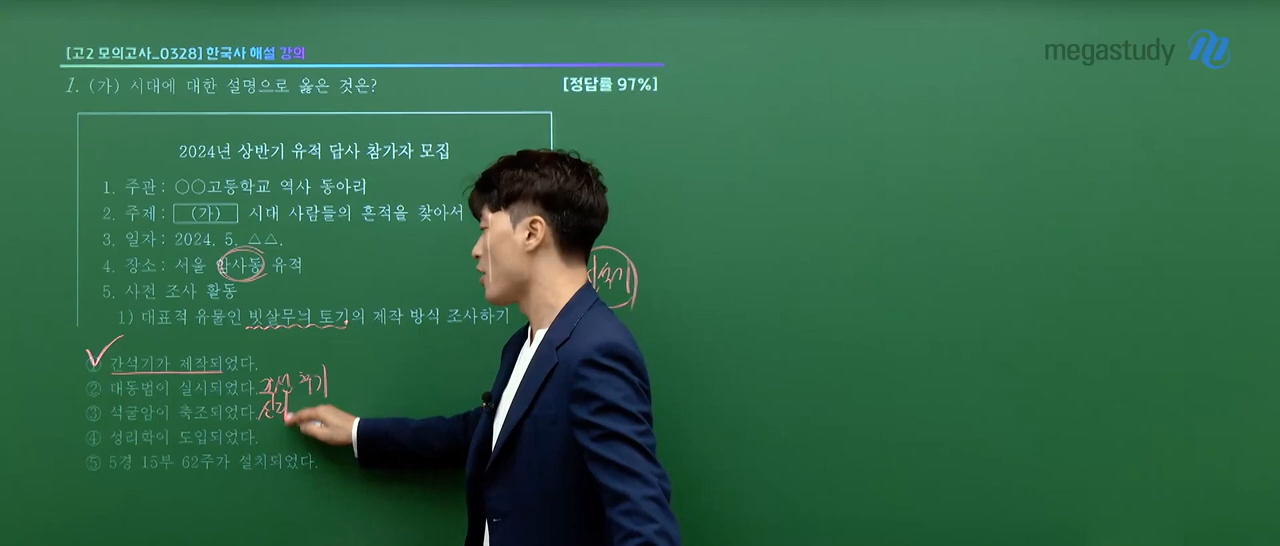 [고2 모의고사_0328] 한국사 해설 강의
megastudy
1. (가) 시대에 대한 설명으로 옳은 것은?
[정답률 97%]
2024년 상반기 유적 답사 참가자 모집
1. 주관 : ○○고등학교 역사 동아리
2. 주제 : (가) 시대 사람들의 흔적을 찾아서
3. 일자 : 2024. 5. △△.
4. 장소 : 서울 암사동 유적
5. 사전 조사 활동
1) 대표적 유물인 빗살무늬 토기의 제작 방식 조사하기
① 간석기가 제작되었다.
② 대동법이 실시되었다. 조선 후기
③ 석굴암이 축조되었다. 신라
④ 성리학이 도입되었다.
⑤ 5경 15부 62주가 설치되었다.